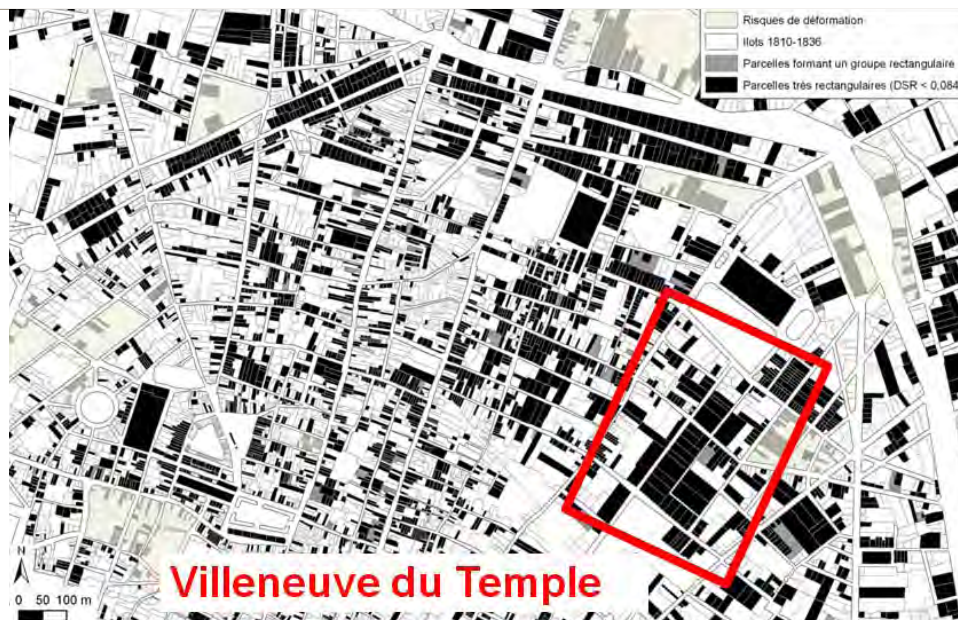 Risques de déformation
Ilots 1810-1836
Parcelles formant un groupe rectangulaire
Parcelles très rectangulaires (DSR < 0,084
N
0 50 100 m
Villeneuve du Temple